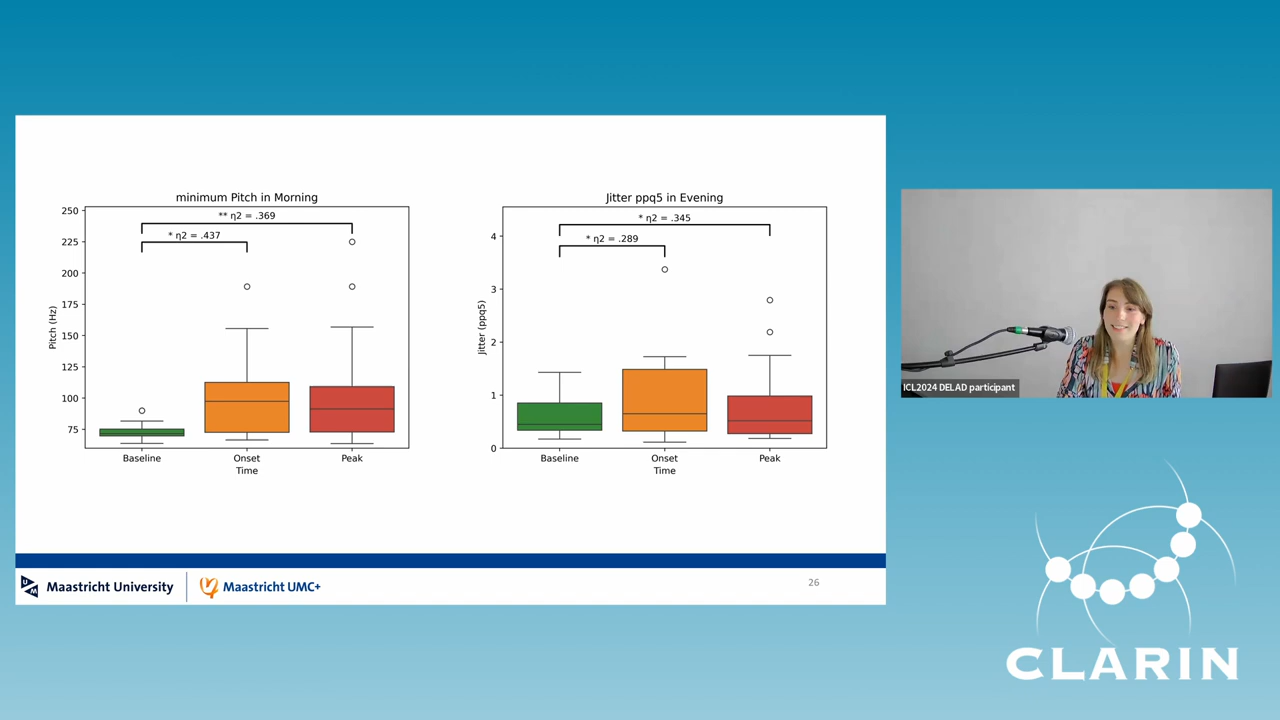 minimum Pitch in Morning
250
225
200
175
150
125
100
75
Pitch (Hz)
** η2 = .369
* η2 = .437
Baseline
Onset
Peak
Time
Jitter ppq5 in Evening
4
3
2
1
0
Jitter (ppq5)
* η2 = .345
* η2 = .289
Baseline
Onset
Peak
Time
UM Maastricht University
Maastricht UMC+
26
ICL2024 DELAD participant
CLARIN